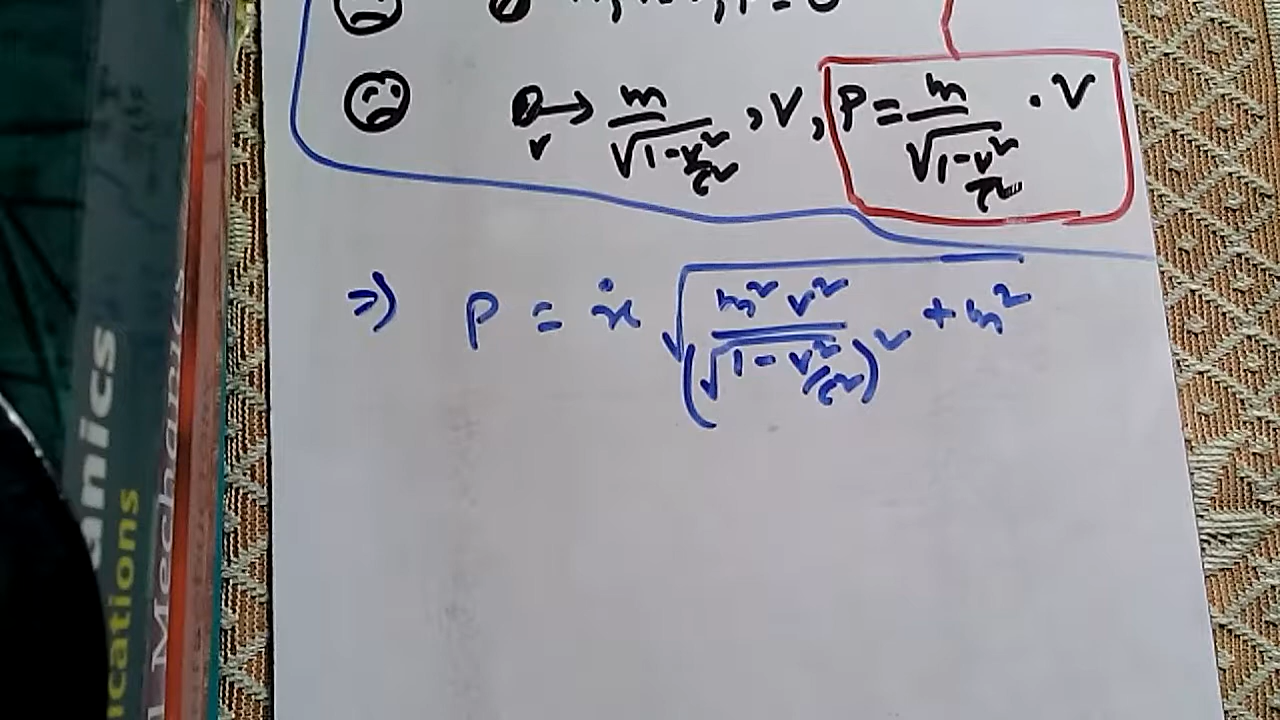 → m/√(1-v²/c²) , v, p = m/√(1-v²/c²) · v
v
⇒) p = ẋ √(m²v²/(√(1-v²/c²))² + m²)
anics
cations
Mechanics